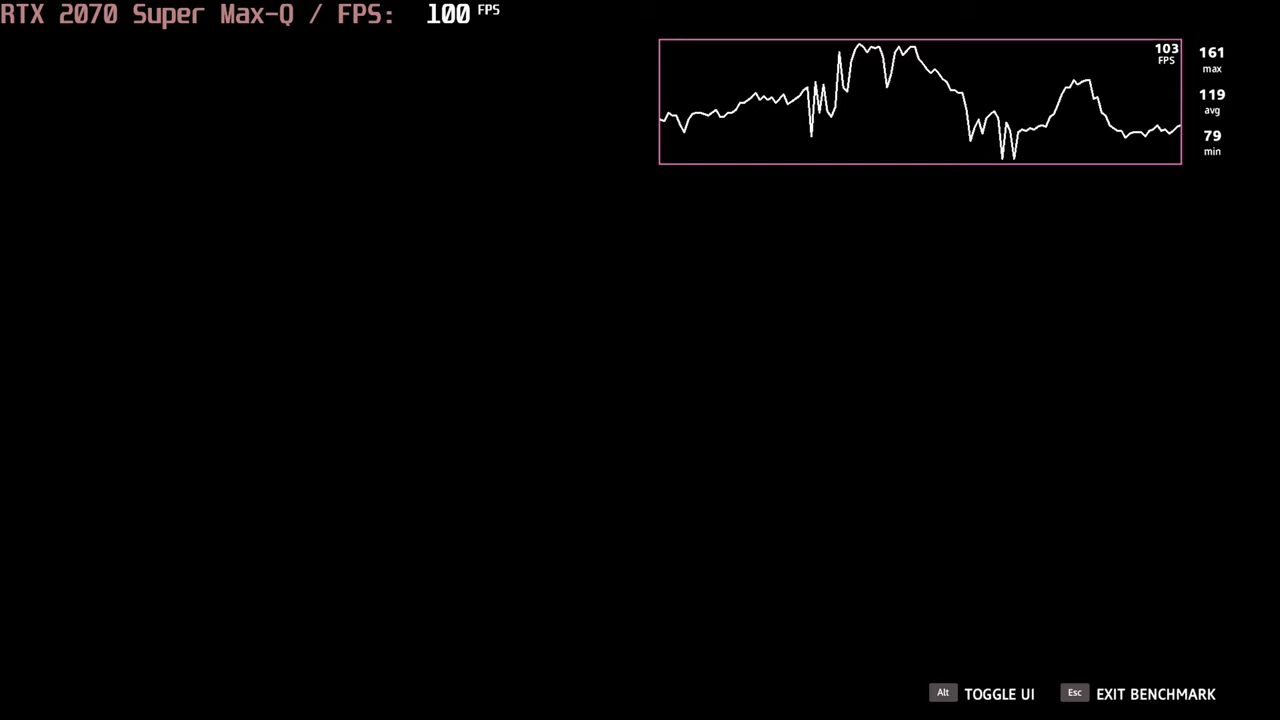 RTX 2070 Super Max-Q / FPS: 100 FPS
103
FPS
161
max
119
avg
79
min
Alt TOGGLE UI Esc EXIT BENCHMARK